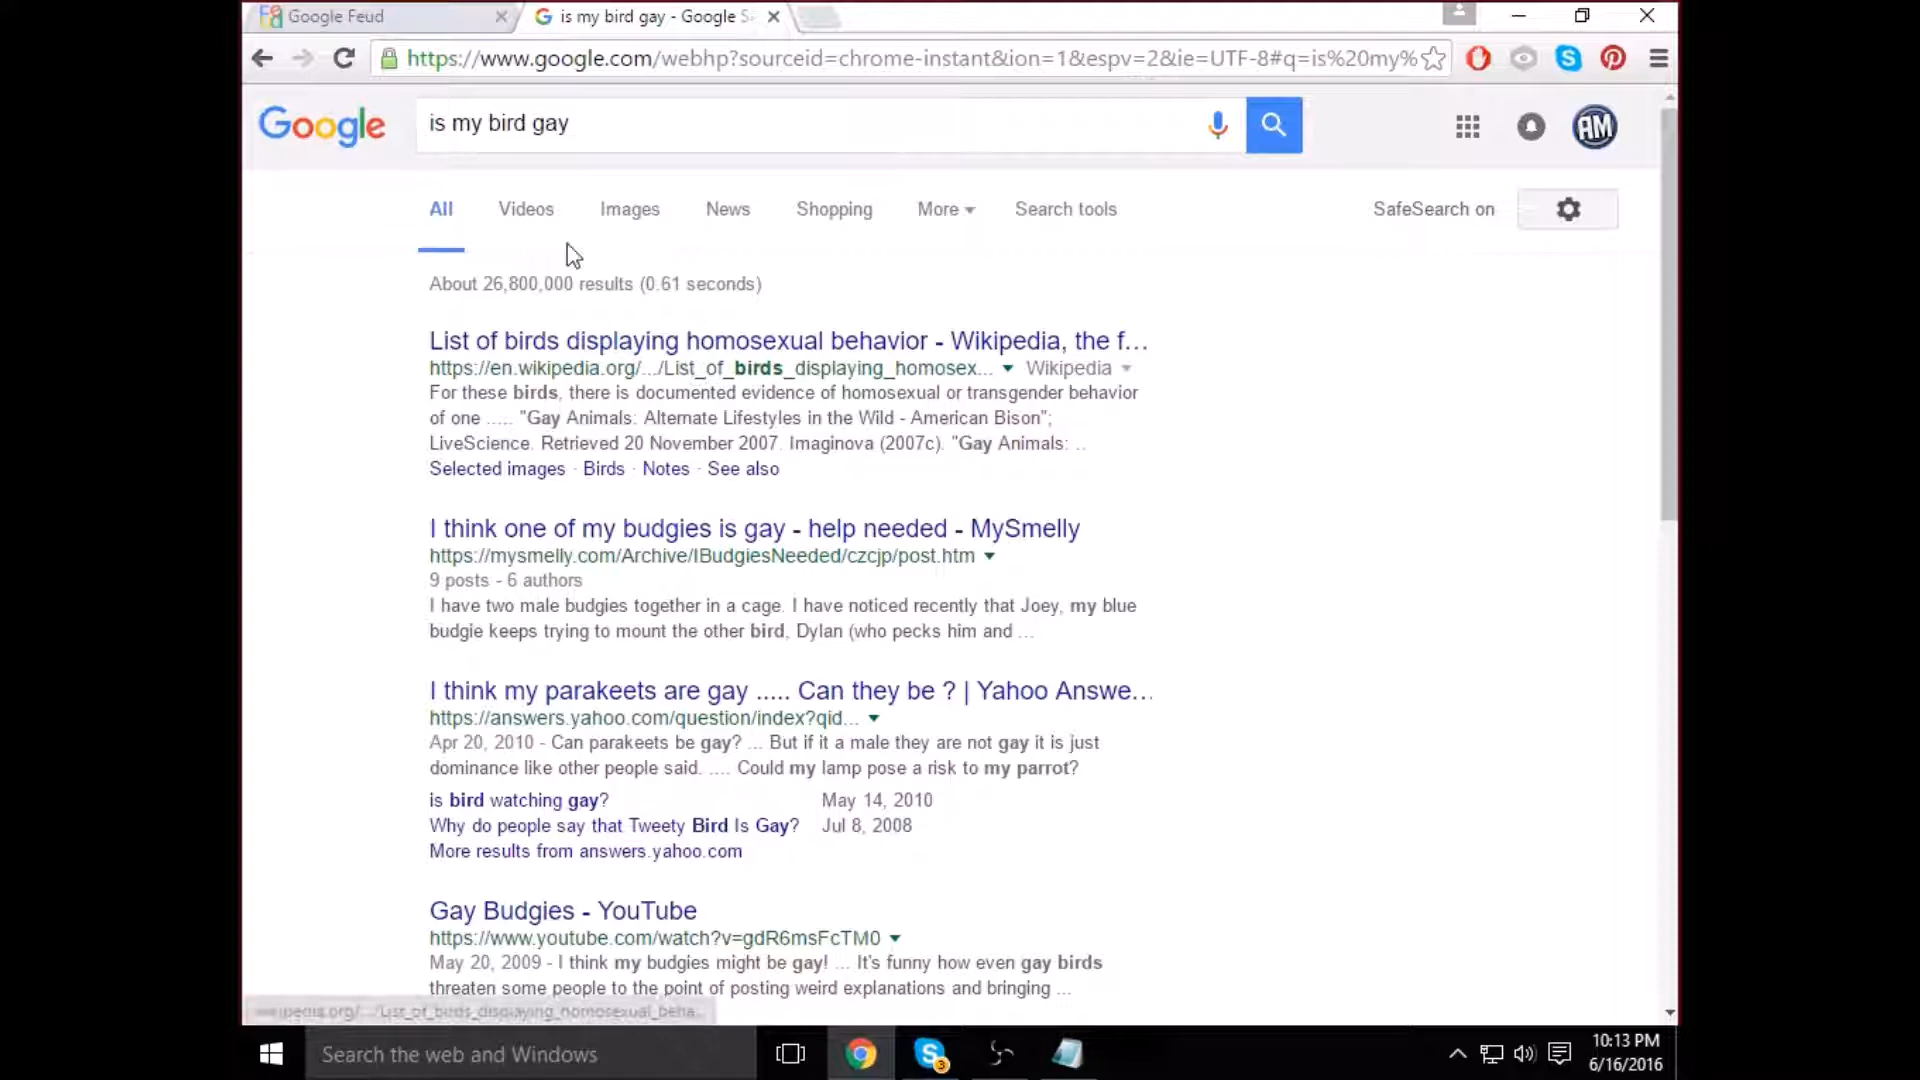 Google Feud
is my bird gay - Google S
https://www.google.com/webhp?sourceid=chrome-instant&ion=1&espv=2&ie=UTF-8#q=is%20my%
Google
is my bird gay
AM
All Videos Images News Shopping More Search tools SafeSearch on
About 26,800,000 results (0.61 seconds)
List of birds displaying homosexual behavior - Wikipedia, the f...
https://en.wikipedia.org/.../List_of_birds_displaying_homosex... Wikipedia
For these birds, there is documented evidence of homosexual or transgender behavior
of one ..... "Gay Animals: Alternate Lifestyles in the Wild - American Bison";
LiveScience. Retrieved 20 November 2007. Imaginova (2007c). "Gay Animals: ..
Selected images · Birds · Notes · See also
I think one of my budgies is gay - help needed - MySmelly
https://mysmelly.com/Archive/IBudgiesNeeded/czcjp/post.htm
9 posts - 6 authors
I have two male budgies together in a cage. I have noticed recently that Joey, my blue
budgie keeps trying to mount the other bird, Dylan (who pecks him and ...
I think my parakeets are gay ..... Can they be ? | Yahoo Answe...
https://answers.yahoo.com/question/index?qid...
Apr 20, 2010 - Can parakeets be gay? ... But if it a male they are not gay it is just
dominance like other people said. .... Could my lamp pose a risk to my parrot?
is bird watching gay? May 14, 2010
Why do people say that Tweety Bird Is Gay? Jul 8, 2008
More results from answers.yahoo.com
Gay Budgies - YouTube
https://www.youtube.com/watch?v=gdR6msFcTM0
May 20, 2009 - I think my budgies might be gay! ... It's funny how even gay birds
threaten some people to the point of posting weird explanations and bringing ...
Search the web and Windows
3
10:13 PM
6/16/2016